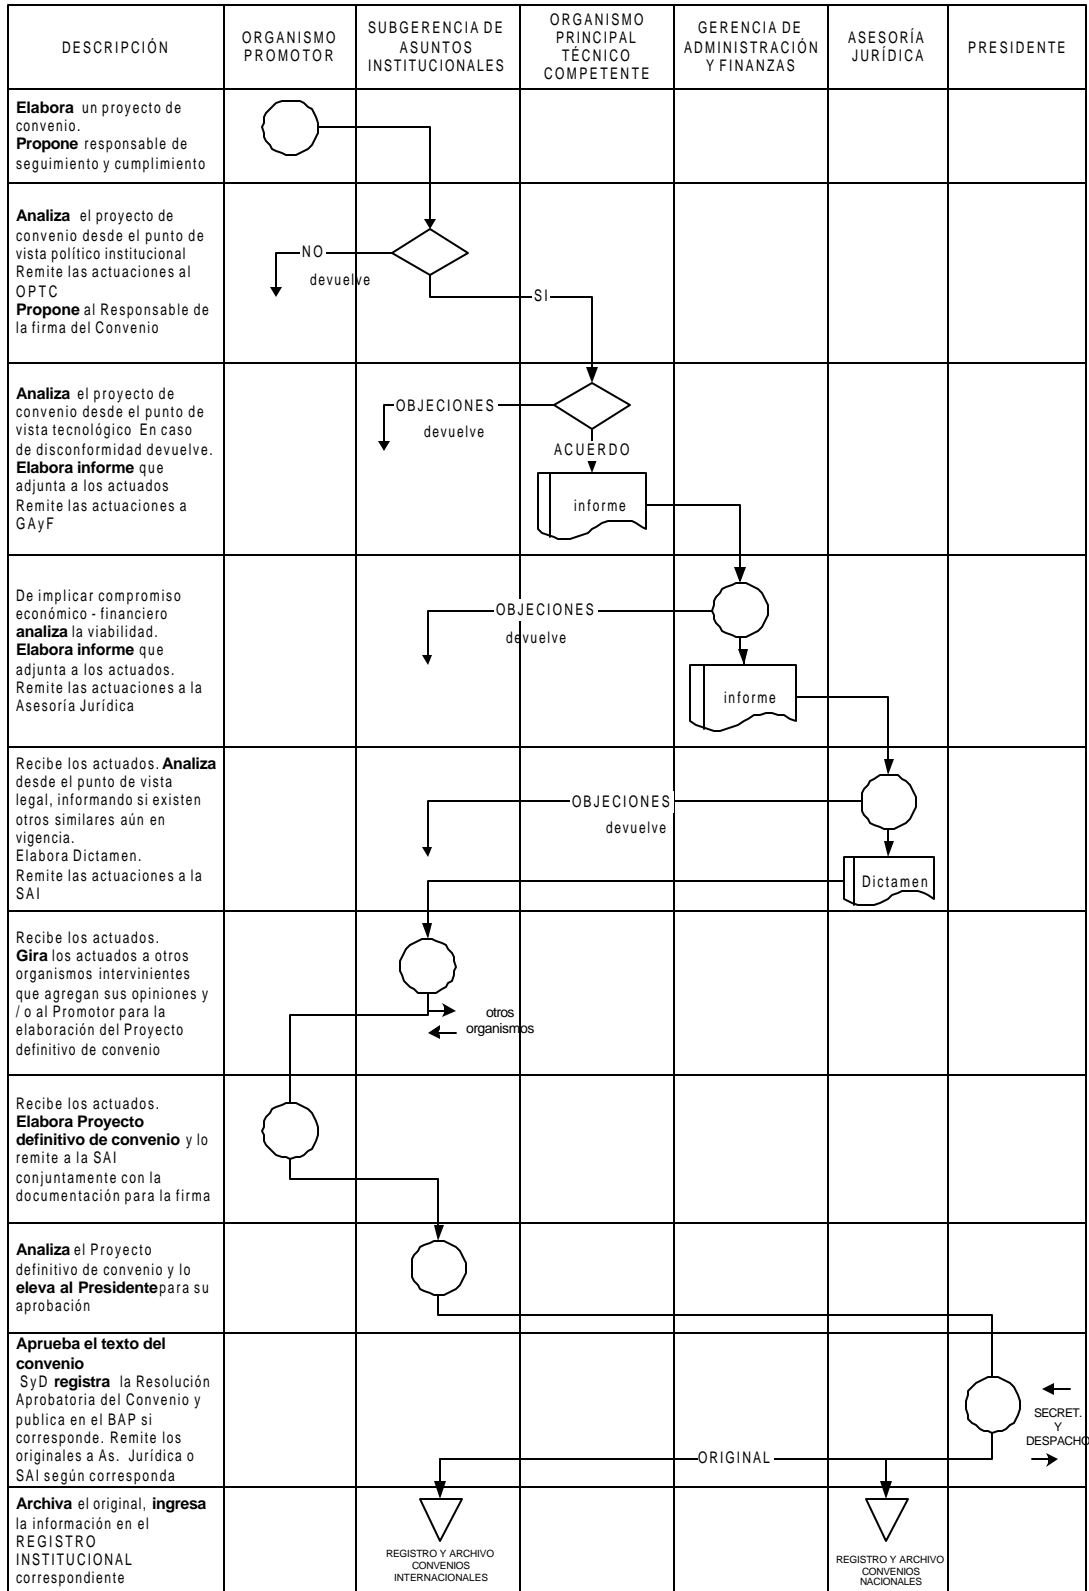 DESCRIPCIÓN
ORGANISMO
PROMOTOR
SUBGERENCIA DE
ASUNTOS
INSTITUCIONALES
ORGANISMO
PRINCIPAL
TÉCNICO
COMPETENTE
GERENCIA DE
ADMINISTRACIÓN
Y FINANZAS
ASESORÍA
JURÍDICA
PRESIDENTE
Elabora un proyecto de
convenio.
Propone responsable de
seguimiento y cumplimiento
Analiza el proyecto de
convenio desde el punto de
vista político institucional
Remite las actuaciones al
OPTC
Propone al Responsable de
la firma del Convenio
NO
devuelve
SI
Analiza el proyecto de
convenio desde el punto de
vista tecnológico En caso
de disconformidad devuelve.
Elabora informe que
adjunta a los actuados
Remite las actuaciones a
GAyF
OBJECIONES
devuelve
ACUERDO
informe
De implicar compromiso
económico - financiero
analiza la viabilidad.
Elabora informe que
adjunta a los actuados.
Remite las actuaciones a la
Asesoría Jurídica
OBJECIONES
devuelve
informe
Recibe los actuados. Analiza
desde el punto de vista
legal, informando si existen
otros similares aún en
vigencia.
Elabora Dictamen.
Remite las actuaciones a la
SAI
OBJECIONES
devuelve
Dictamen
Recibe los actuados.
Gira los actuados a otros
organismos intervinientes
que agregan sus opiniones y
/ o al Promotor para la
elaboración del Proyecto
definitivo de convenio
otros
organismos
Recibe los actuados.
Elabora Proyecto
definitivo de convenio y lo
remite a la SAI
conjuntamente con la
documentación para la firma
Analiza el Proyecto
definitivo de convenio y lo
eleva al Presidente para su
aprobación
Aprueba el texto del
convenio
SyD registra la Resolución
Aprobatoria del Convenio y
publica en el BAP si
corresponde. Remite los
originales a As. Jurídica o
SAI según corresponda
SECRET.
Y
DESPACHO
ORIGINAL
Archiva el original, ingresa
la información en el
REGISTRO
INSTITUCIONAL
correspondiente
REGISTRO Y ARCHIVO
CONVENIOS
INTERNACIONALES
REGISTRO Y ARCHIVO
CONVENIOS
NACIONALES